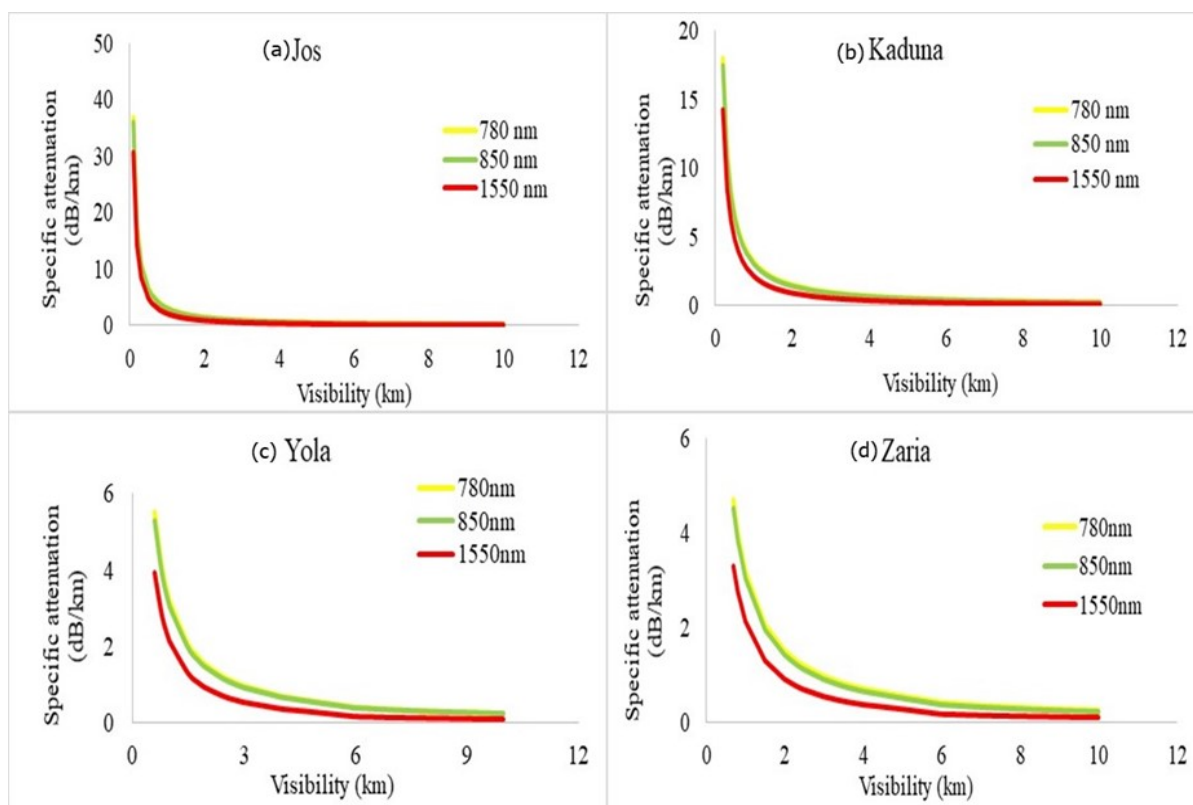 (a) Jos
50
40
30
20
10
0
Specific attenuation
(dB/km)
780 nm
850 nm
1550 nm
0 2 4 6 8 10 12
Visibility (km)
(b) Kaduna
20
15
10
5
0
Specific attenuation
(dB/km)
780 nm
850 nm
1550 nm
0 2 4 6 8 10 12
Visibility (km)
(c) Yola
6
4
2
0
Specific attenuation
(dB/km)
780nm
850nm
1550nm
0 3 6 9 12
Visibility (km)
(d) Zaria
6
4
2
0
Specific attenuation
(dB/km)
780nm
850nm
1550nm
0 2 4 6 8 10 12
Visibility (km)